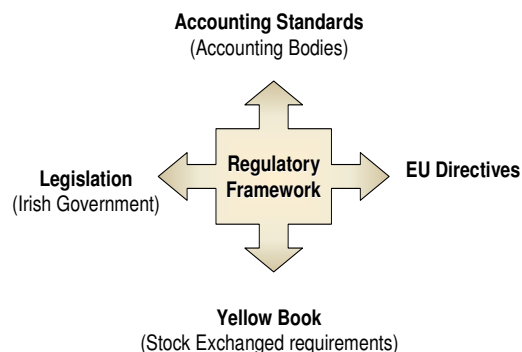 Accounting Standards
(Accounting Bodies)
Legislation
(Irish Government)
Regulatory
Framework
EU Directives
Yellow Book
(Stock Exchanged requirements)